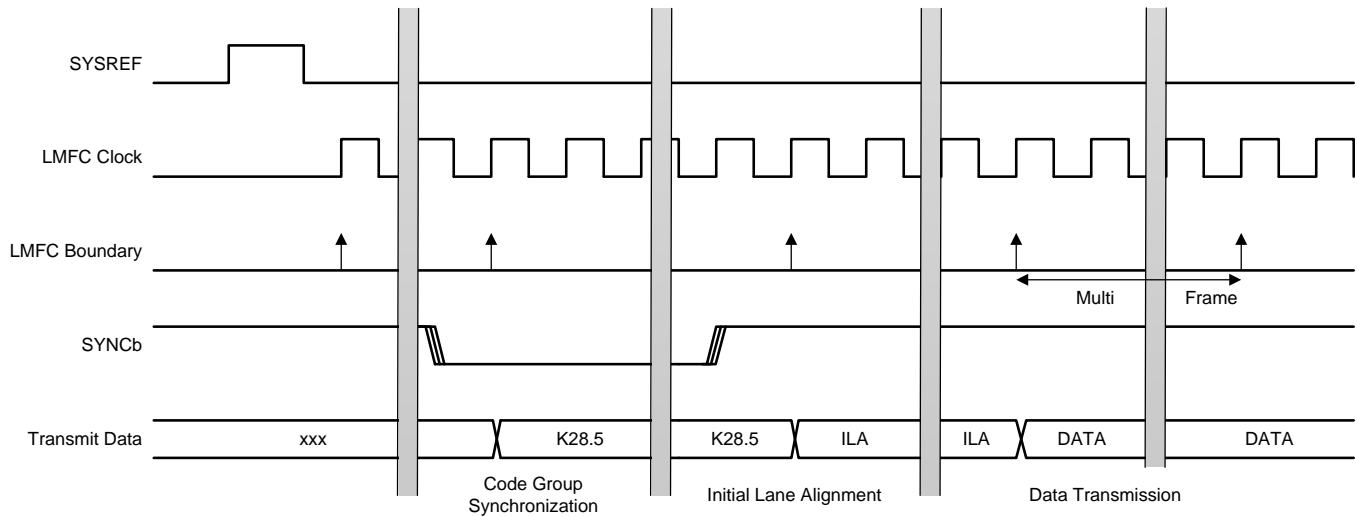 SYSREF
LMFC Clock
LMFC Boundary
Multi Frame
SYNCb
Transmit Data xxx K28.5 K28.5 ILA ILA DATA DATA
Code Group
Synchronization
Initial Lane Alignment
Data Transmission